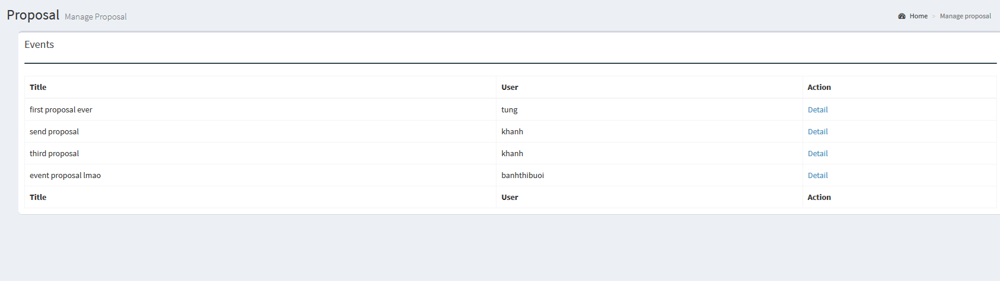 Proposal Manage Proposal
Home > Manage proposal
Events
Title User Action
first proposal ever tung Detail
send proposal khanh Detail
third proposal khanh Detail
event proposal lmao banhthibuoi Detail
Title User Action